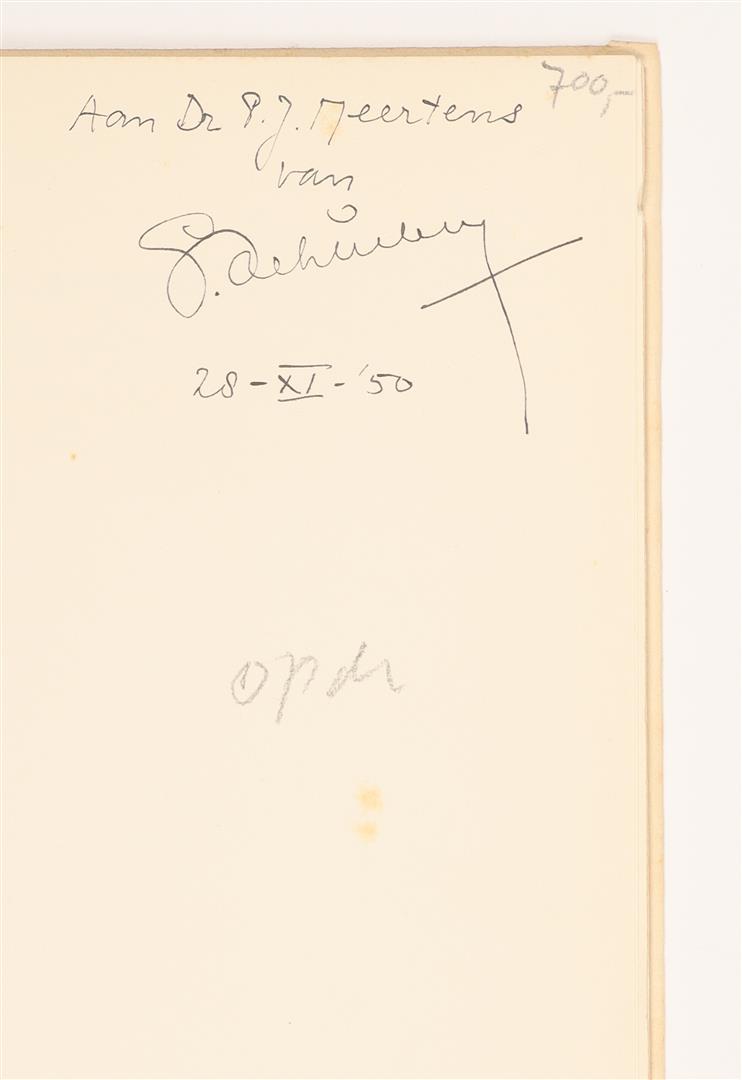 700,-
Aan Dr P.J. Meertens
van
G. Achterberg
28-XI-'50
opdr